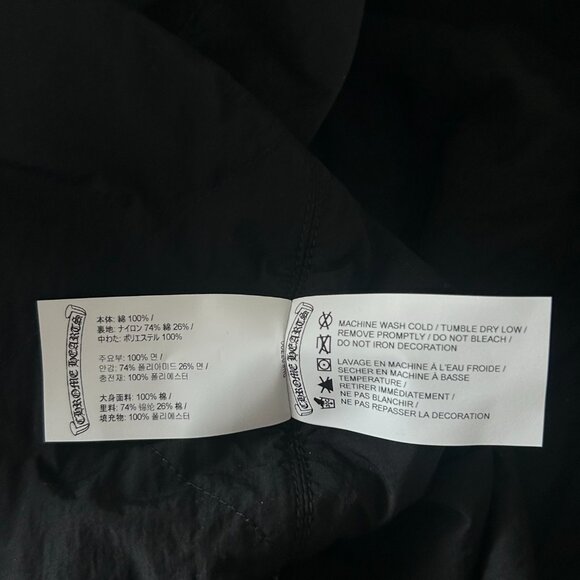 CHROME HEARTS
本体: 綿 100% /
裏地: ナイロン 74% 綿 26% /
中わた: ポリエステル 100%
주요부: 100% 면 /
안감: 74% 폴리아미드 26% 면 /
충전재: 100% 폴리에스터
大身面料: 100% 棉 /
里料: 74% 锦纶 26% 棉 /
填充物: 100% 폴리에스터
CHROME HEARTS
MACHINE WASH COLD / TUMBLE DRY LOW /
REMOVE PROMPTLY / DO NOT BLEACH /
DO NOT IRON DECORATION
LAVAGE EN MACHINE À L'EAU FROIDE /
SECHER EN MACHINE À BASSE
TEMPERATURE /
RETIRER IMMÉDIATEMENT /
NE PAS BLANCHIR /
NE PAS REPASSER LA DECORATION